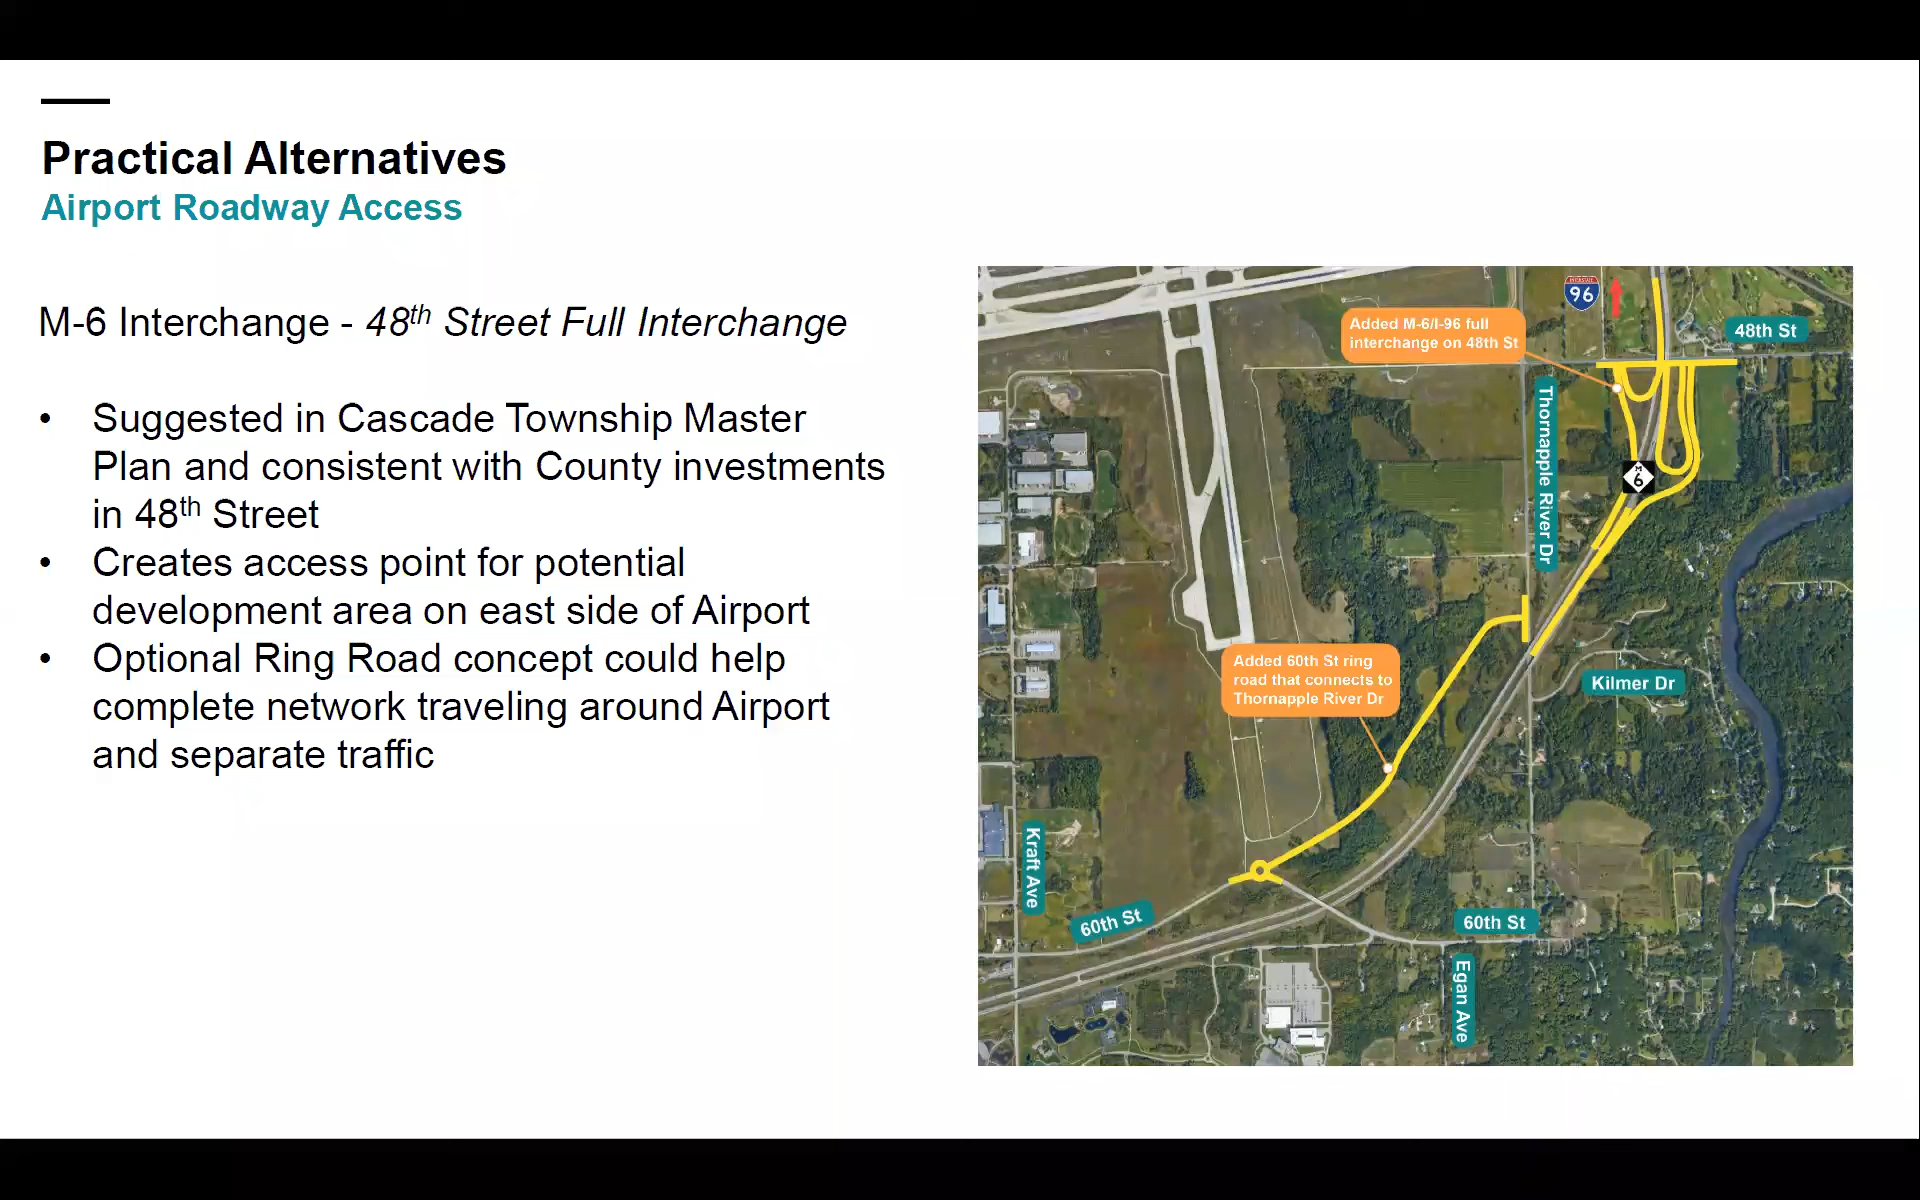 Practical Alternatives
Airport Roadway Access
M-6 Interchange - 48th Street Full Interchange
• Suggested in Cascade Township Master
Plan and consistent with County investments
in 48th Street
• Creates access point for potential
development area on east side of Airport
• Optional Ring Road concept could help
complete network traveling around Airport
and separate traffic
INTERSTATE
96
Added M-6/I-96 full
interchange on 48th St
48th St
Thornapple River Dr
M
6
Added 60th St ring
road that connects to
Thornapple River Dr
Kilmer Dr
Kraft Ave
60th St
60th St
Egan Ave